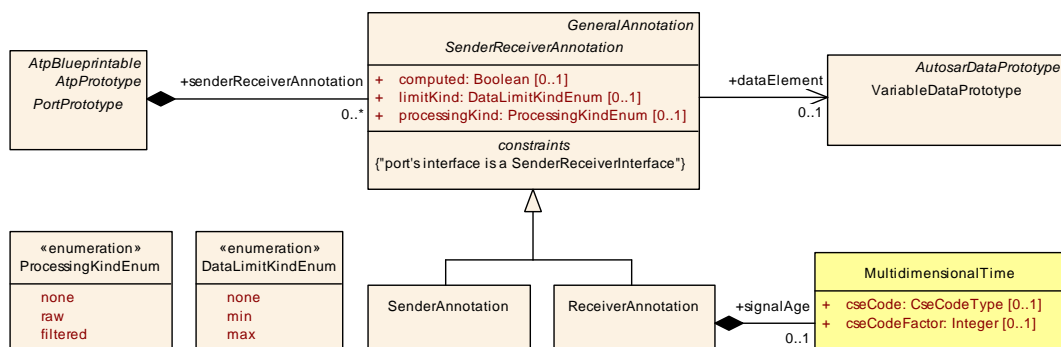 AtpBlueprintable
AtpPrototype
PortPrototype
+senderReceiverAnnotation
0..*
GeneralAnnotation
SenderReceiverAnnotation
+ computed: Boolean [0..1]
+ limitKind: DataLimitKindEnum [0..1]
+ processingKind: ProcessingKindEnum [0..1]
constraints
{"port's interface is a SenderReceiverInterface"}
+dataElement
0..1
AutosarDataPrototype
VariableDataPrototype
«enumeration»
ProcessingKindEnum
none
raw
filtered
«enumeration»
DataLimitKindEnum
none
min
max
SenderAnnotation
ReceiverAnnotation
+signalAge
0..1
MultidimensionalTime
+ cseCode: CseCodeType [0..1]
+ cseCodeFactor: Integer [0..1]